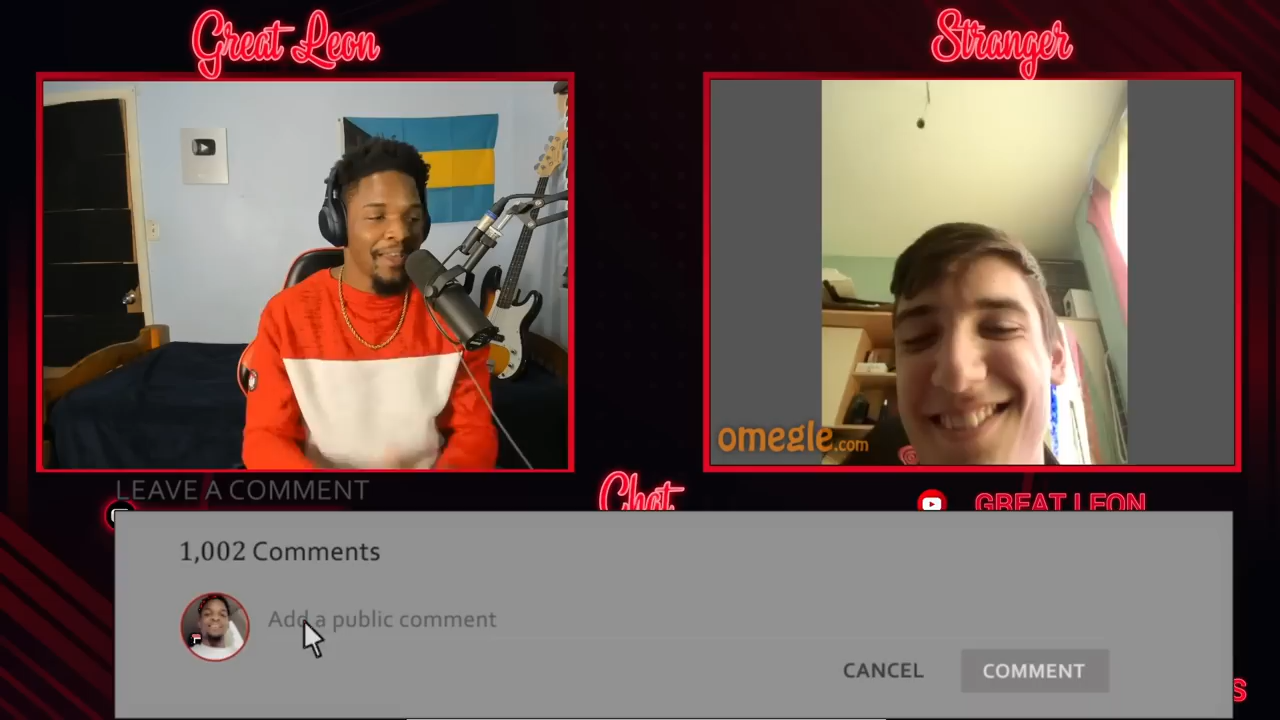 Great Leon
Stranger
omegle.com
LEAVE A COMMENT
Chat
GREAT LEON
1,002 Comments
Add a public comment
CANCEL
COMMENT